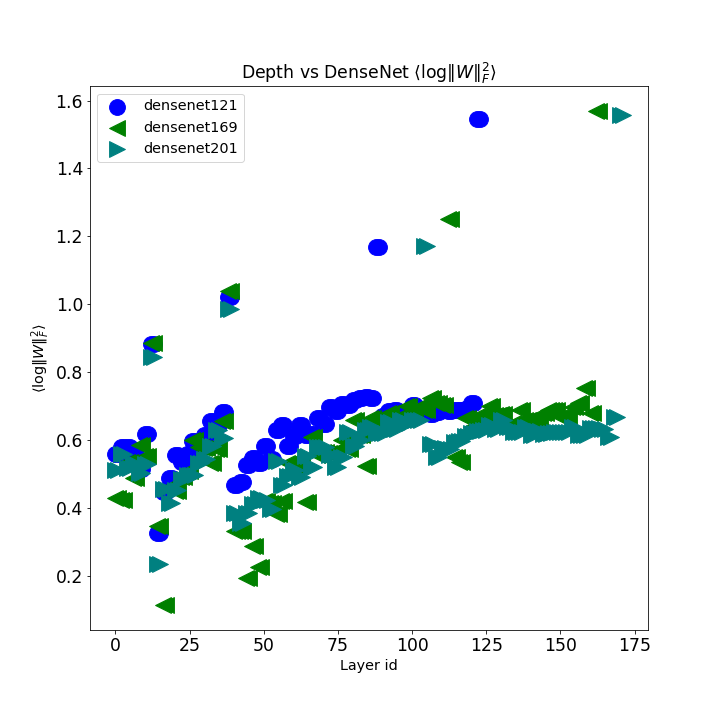 Depth vs DenseNet ⟨log‖W‖²_F⟩
densenet121
densenet169
densenet201
⟨log‖W‖²_F⟩
1.6
1.4
1.2
1.0
0.8
0.6
0.4
0.2
0 25 50 75 100 125 150 175
Layer id